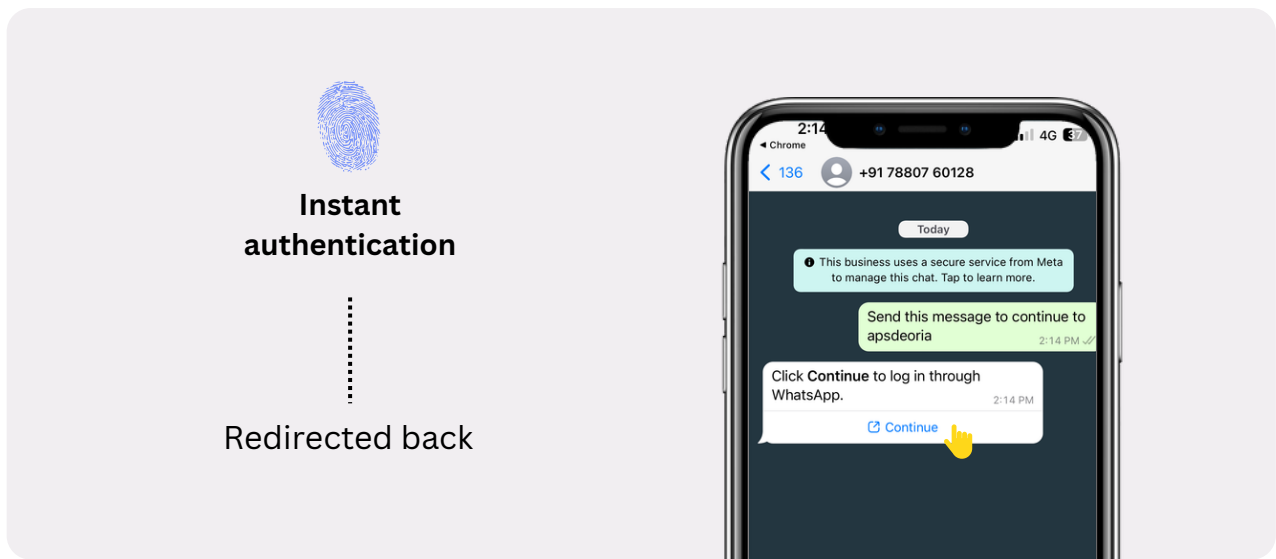 Instant
authentication
Redirected back
2:14
4G
37
◀ Chrome
136
+91 78807 60128
Today
This business uses a secure service from Meta
to manage this chat. Tap to learn more.
Send this message to continue to
apsdeoria
2:14 PM
Click Continue to log in through
WhatsApp.
2:14 PM
Continue